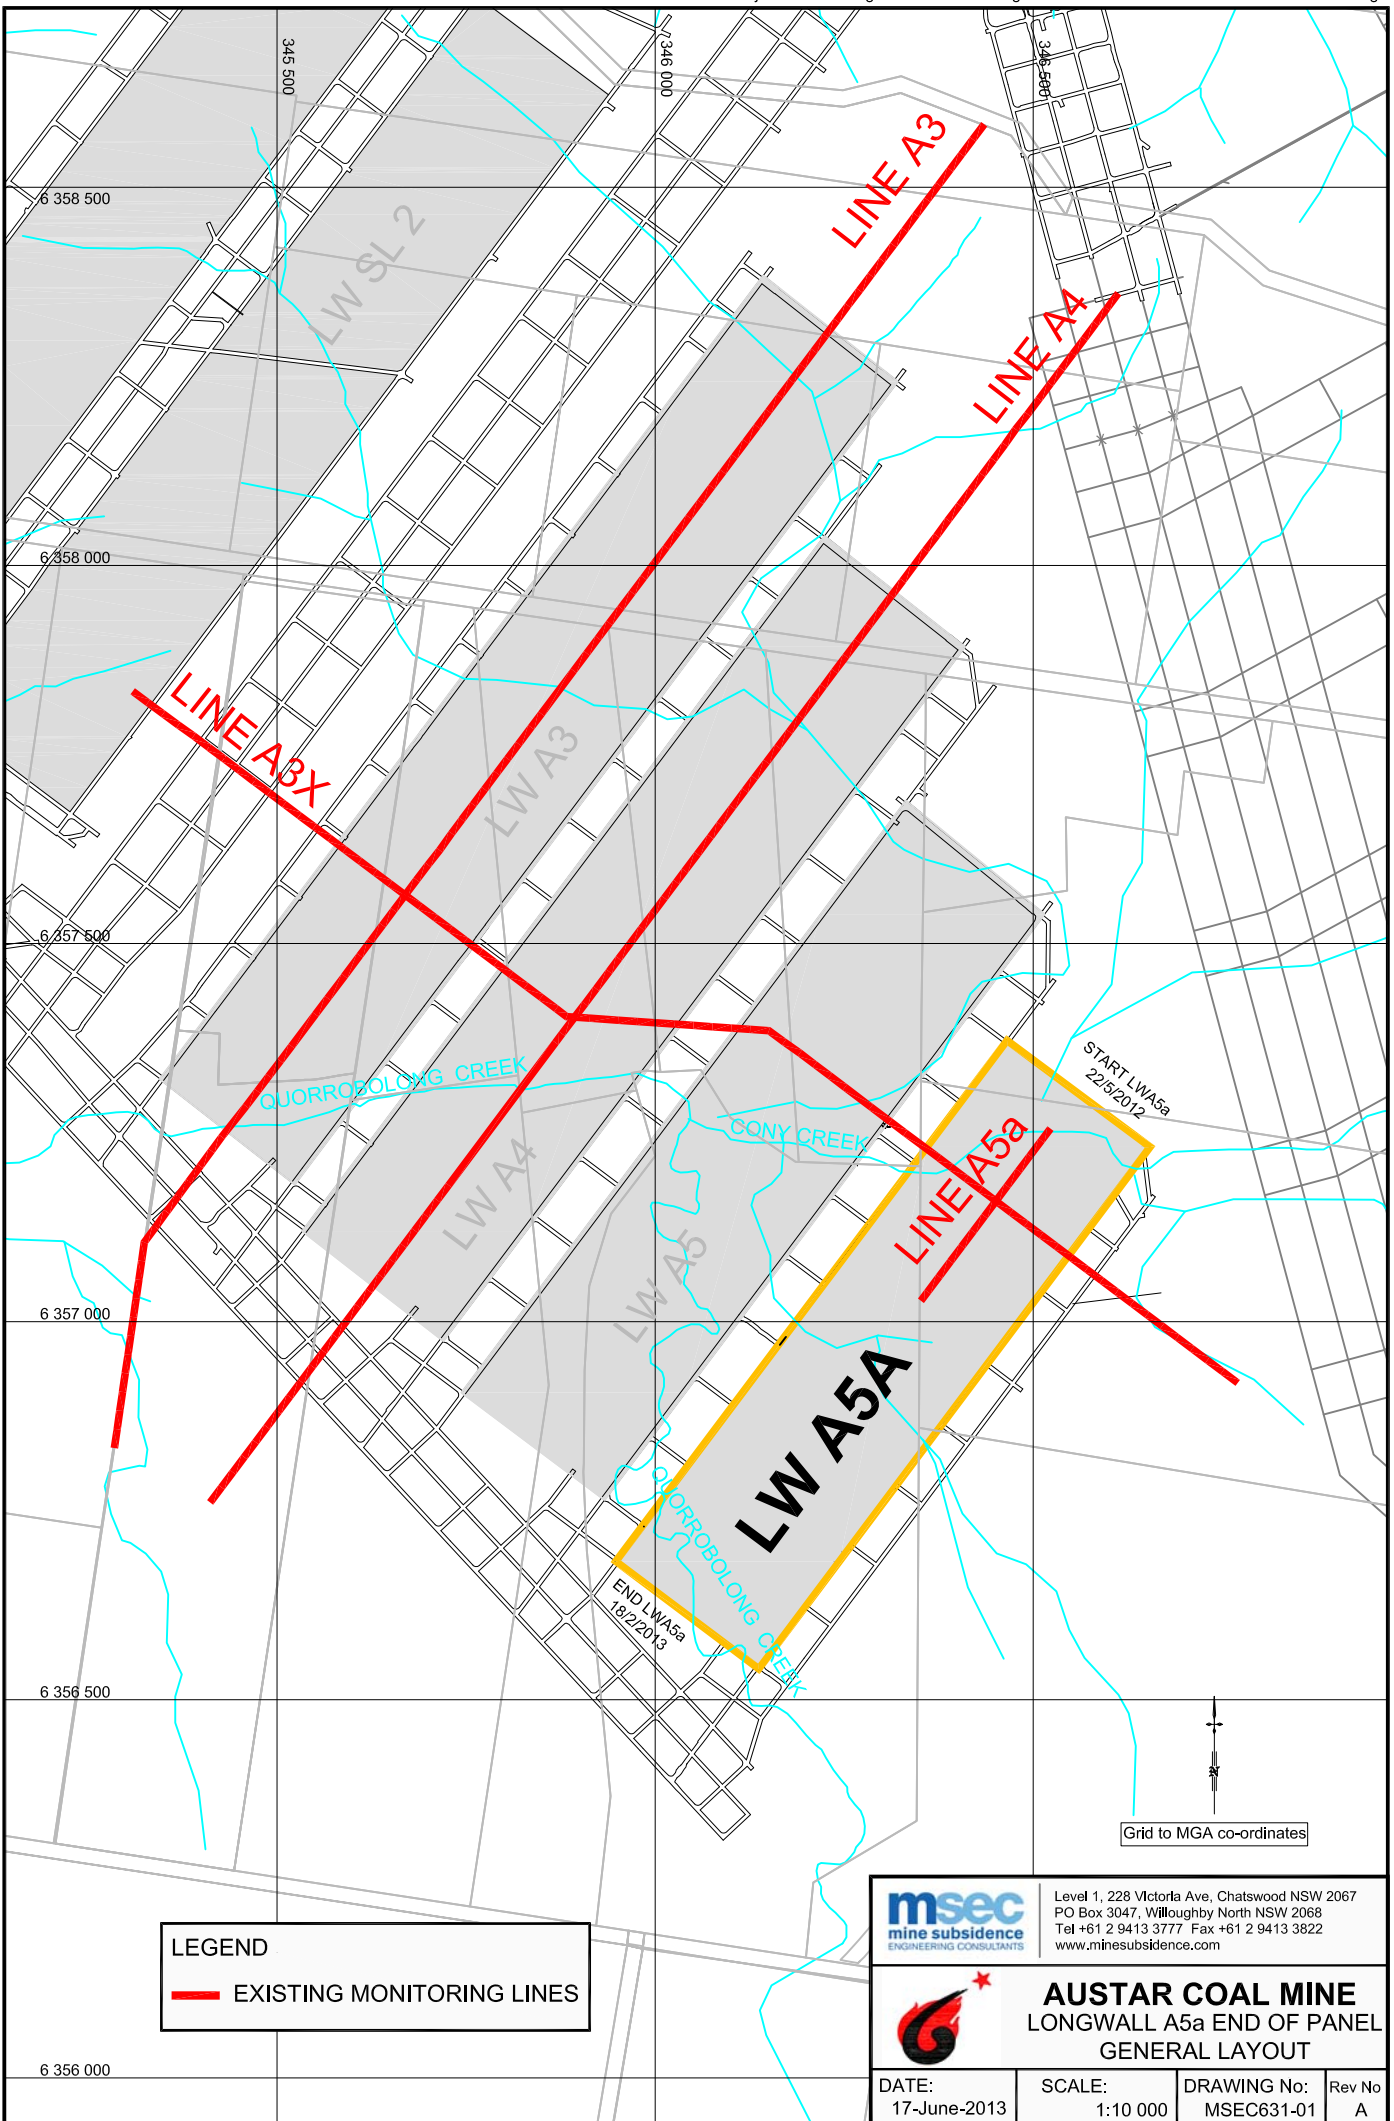 345 500
346 000
346 500
LINE A3
6 358 500
LW SL 2
LINE A4
6 358 000
LINE A3X
LW A3
6 357 500
START LWA5a
22/5/2012
QUORROBOLONG CREEK
CONY CREEK
LINE A5a
LW A4
LW A5
6 357 000
LW A5A
QUORROBOLONG CREEK
END LWA5a
18/2/2013
6 356 500
Grid to MGA co-ordinates
LEGEND
EXISTING MONITORING LINES
6 356 000
msec
mine subsidence
ENGINEERING CONSULTANTS
Level 1, 228 Victoria Ave, Chatswood NSW 2067
PO Box 3047, Willoughby North NSW 2068
Tel +61 2 9413 3777 Fax +61 2 9413 3822
www.minesubsidence.com
AUSTAR COAL MINE
LONGWALL A5a END OF PANEL
GENERAL LAYOUT
DATE:
17-June-2013
SCALE:
1:10 000
DRAWING No:
MSEC631-01
Rev No
A